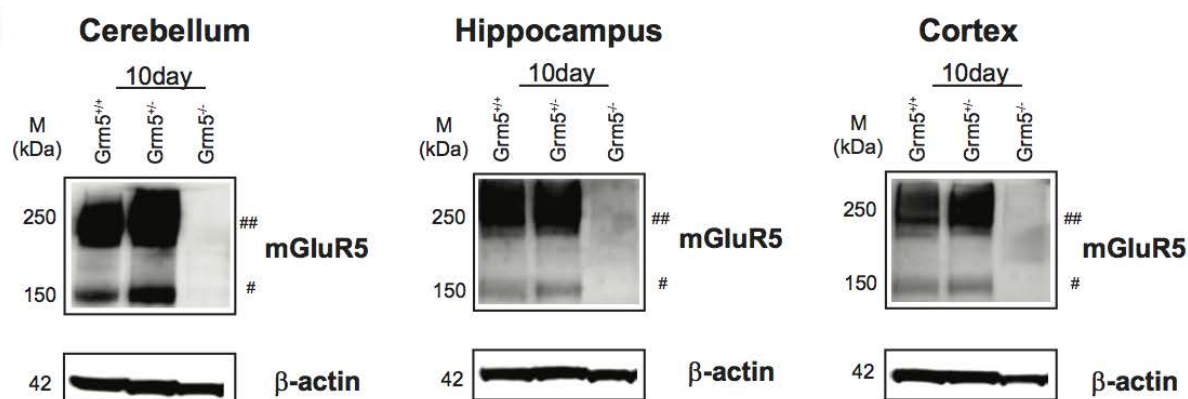 Cerebellum
10day
M
(kDa)
Grm5+/+
Grm5+/-
Grm5-/-
250
##
mGluR5
150
#
42
β-actin
Hippocampus
10day
M
(kDa)
Grm5+/+
Grm5+/-
Grm5-/-
250
##
mGluR5
150
#
42
β-actin
Cortex
10day
M
(kDa)
Grm5+/+
Grm5+/-
Grm5-/-
250
##
mGluR5
150
#
42
β-actin